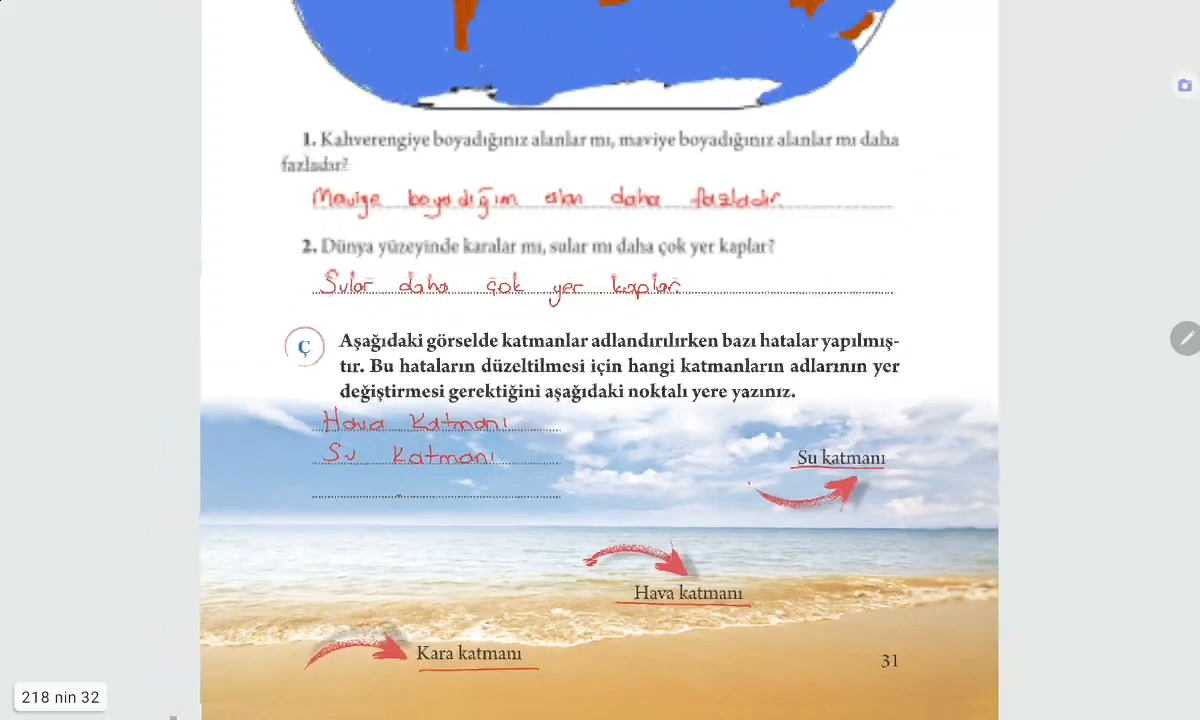 1. Kahverengiye boyadığınız alanlar mı, maviye boyadığınız alanlar mı daha
fazladır?
Maviye boyadığım alan daha fazladır.
2. Dünya yüzeyinde karalar mı, sular mı daha çok yer kaplar?
Sular daha çok yer kaplar
Ç
Aşağıdaki görselde katmanlar adlandırılırken bazı hatalar yapılmış-
tır. Bu hataların düzeltilmesi için hangi katmanların adlarının yer
değiştirmesi gerektiğini aşağıdaki noktalı yere yazınız.
Hava Katmanı
Su Katmanı
Su katmanı
Hava katmanı
Kara katmanı
31
218 nin 32